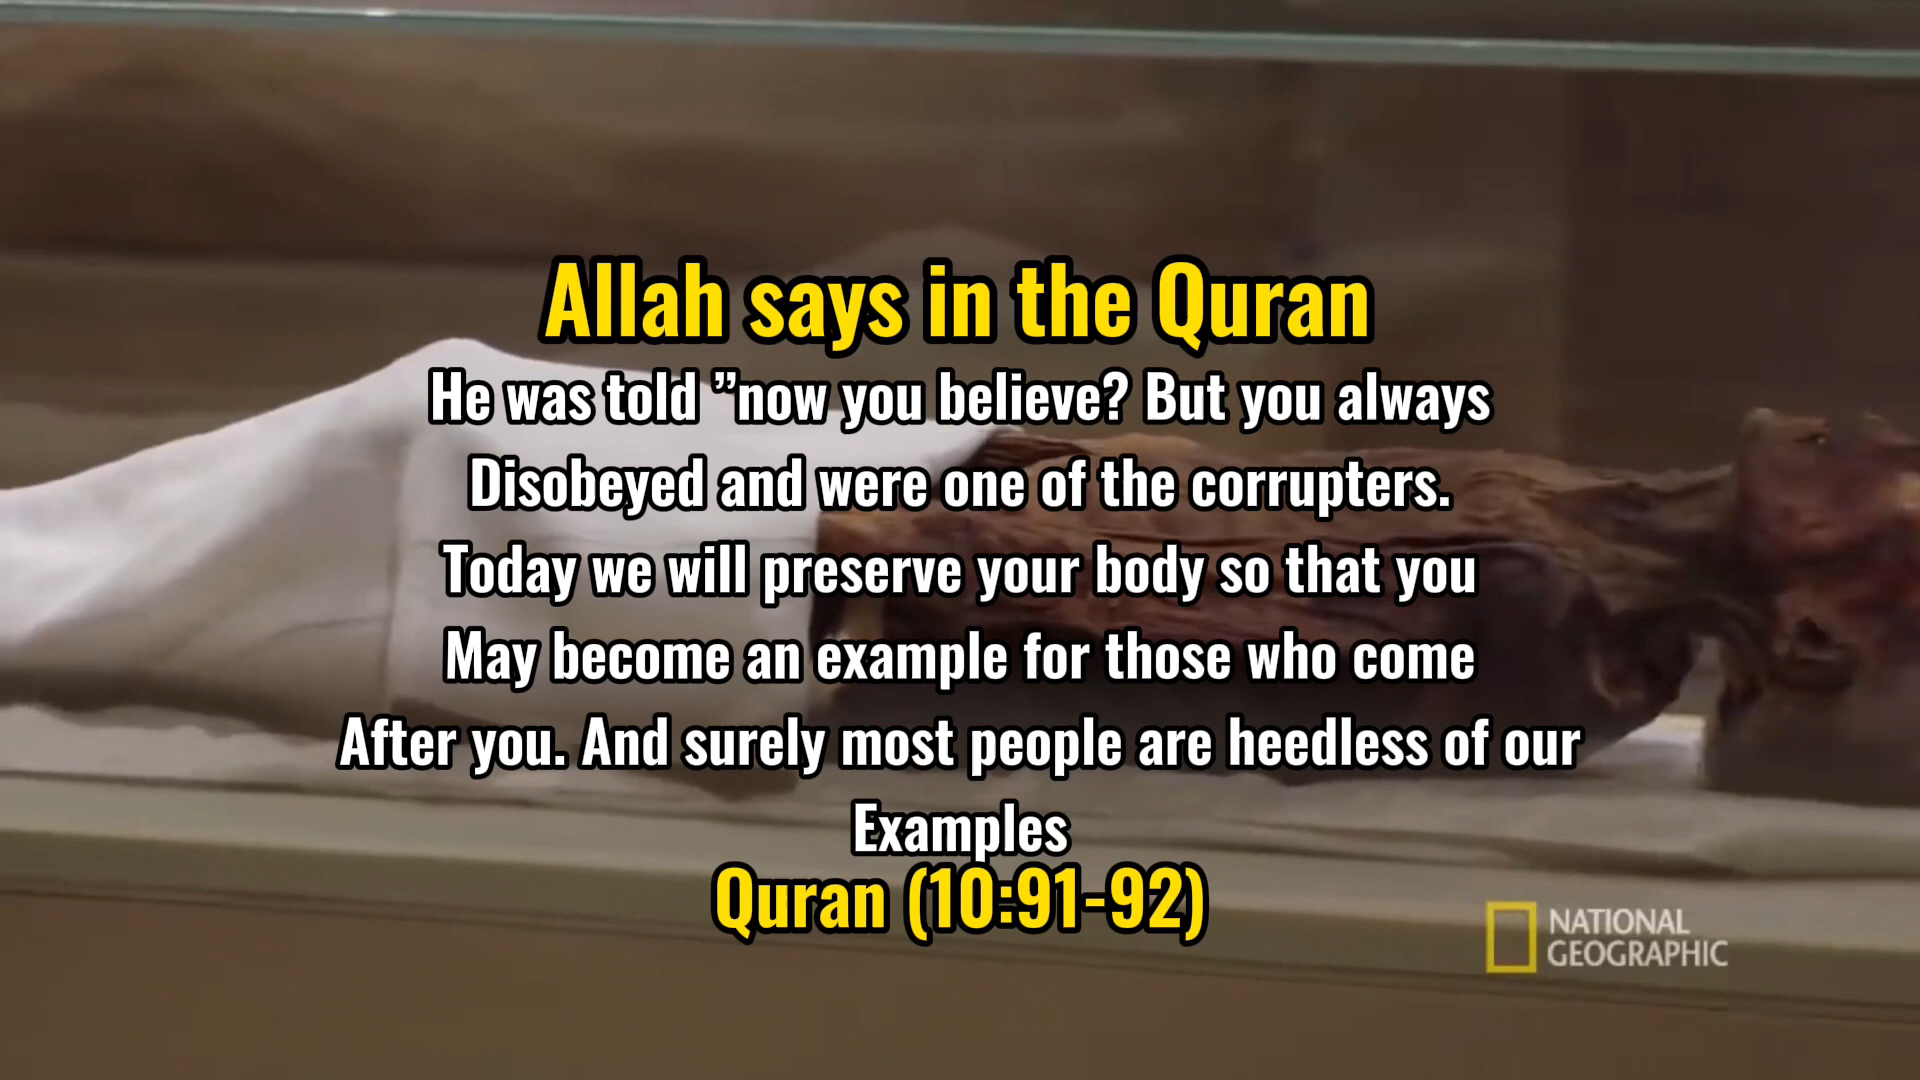 Allah says in the Quran
He was told ”now you believe? But you always
Disobeyed and were one of the corrupters.
Today we will preserve your body so that you
May become an example for those who come
After you. And surely most people are heedless of our
Examples
Quran (10:91-92)
NATIONAL
GEOGRAPHIC